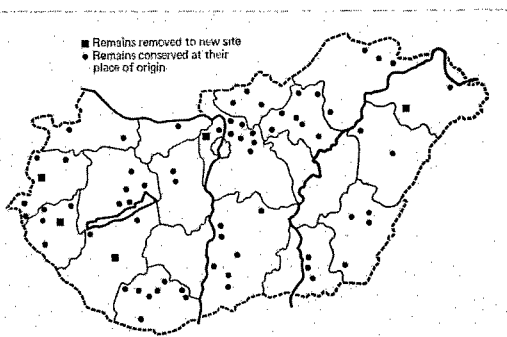 Remains removed to new site
Remains conserved at their
place of origin